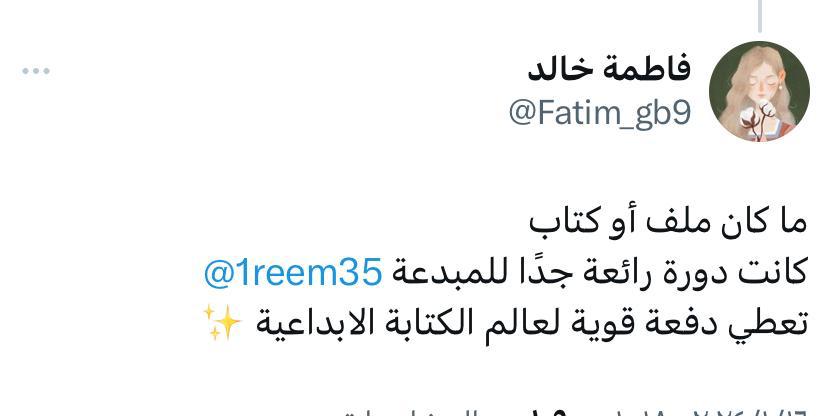 فاطمة خالد
@Fatim_gb9
ما كان ملف أو كتاب
كانت دورة رائعة جدًا للمبدعة @1reem35
تعطي دفعة قوية لعالم الكتابة الابداعية ✨